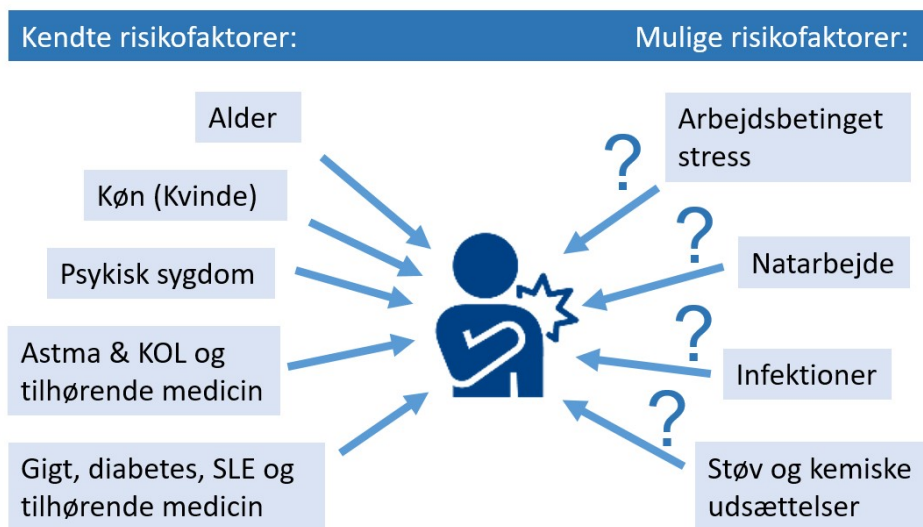 Kendte risikofaktorer:
Mulige risikofaktorer:
Alder
Køn (Kvinde)
Psykisk sygdom
Astma & KOL og
tilhørende medicin
Gigt, diabetes, SLE og
tilhørende medicin
Arbejdsbetinget
stress
?
Natarbejde
?
Infektioner
?
Støv og kemiske
udsættelser
?